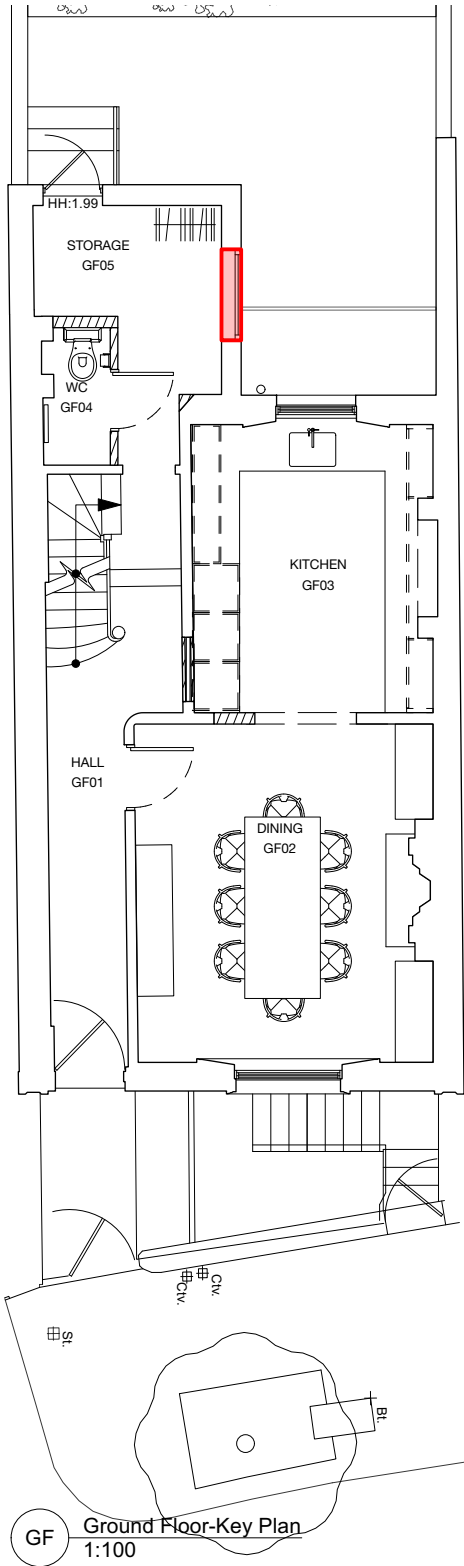 HH:1.99
STORAGE
GF05
WC
GF04
KITCHEN
GF03
HALL
GF01
DINING
GF02
Ctv.
Ctv.
St.
Bt.
GF
Ground Floor-Key Plan
1:100